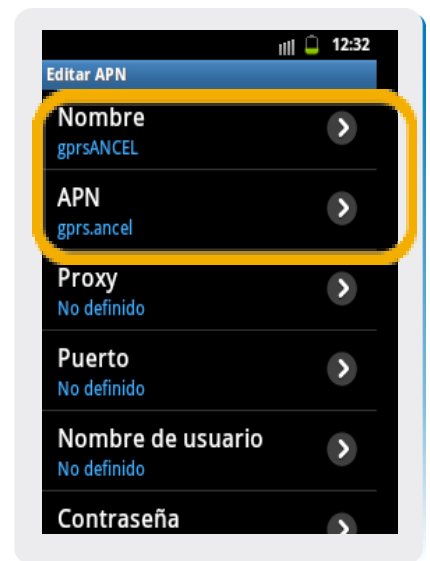 12:32
Editar APN
Nombre
gprsANCEL
APN
gprs.ancel
Proxy
No definido
Puerto
No definido
Nombre de usuario
No definido
Contraseña